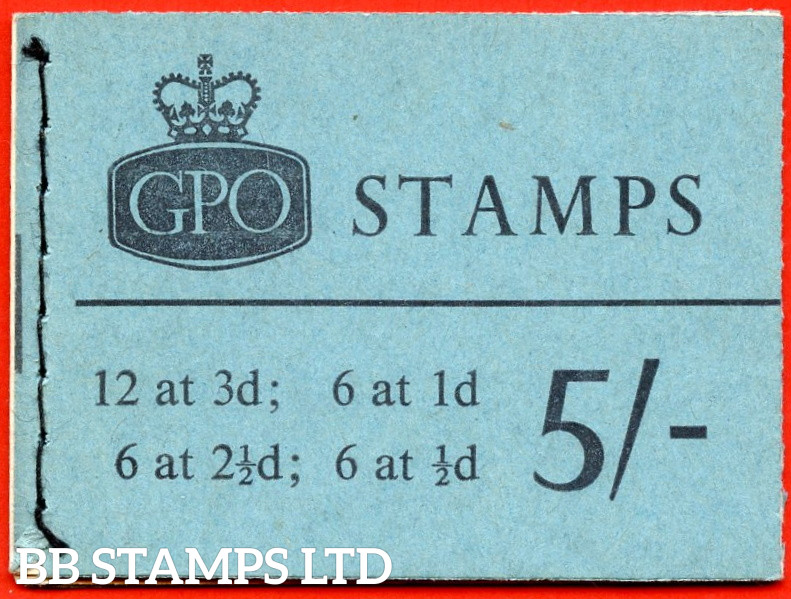 GPO STAMPS
12 at 3d; 6 at 1d
6 at 2½d; 6 at ½d
5/-
BB STAMPS LTD